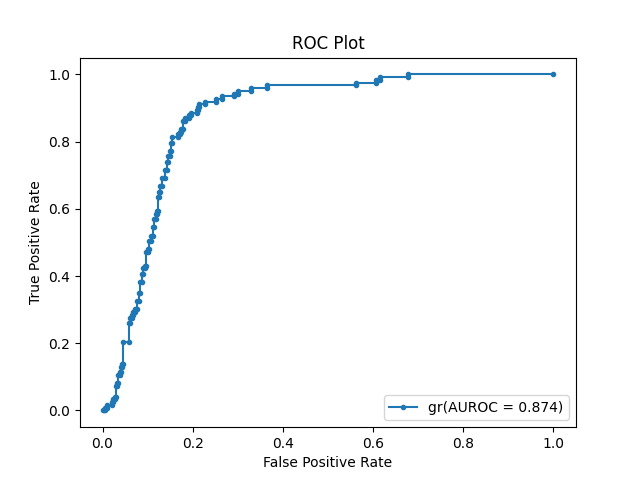 ROC Plot
1.0
0.8
0.6
0.4
0.2
0.0
True Positive Rate
gr(AUROC = 0.874)
0.0 0.2 0.4 0.6 0.8 1.0
False Positive Rate